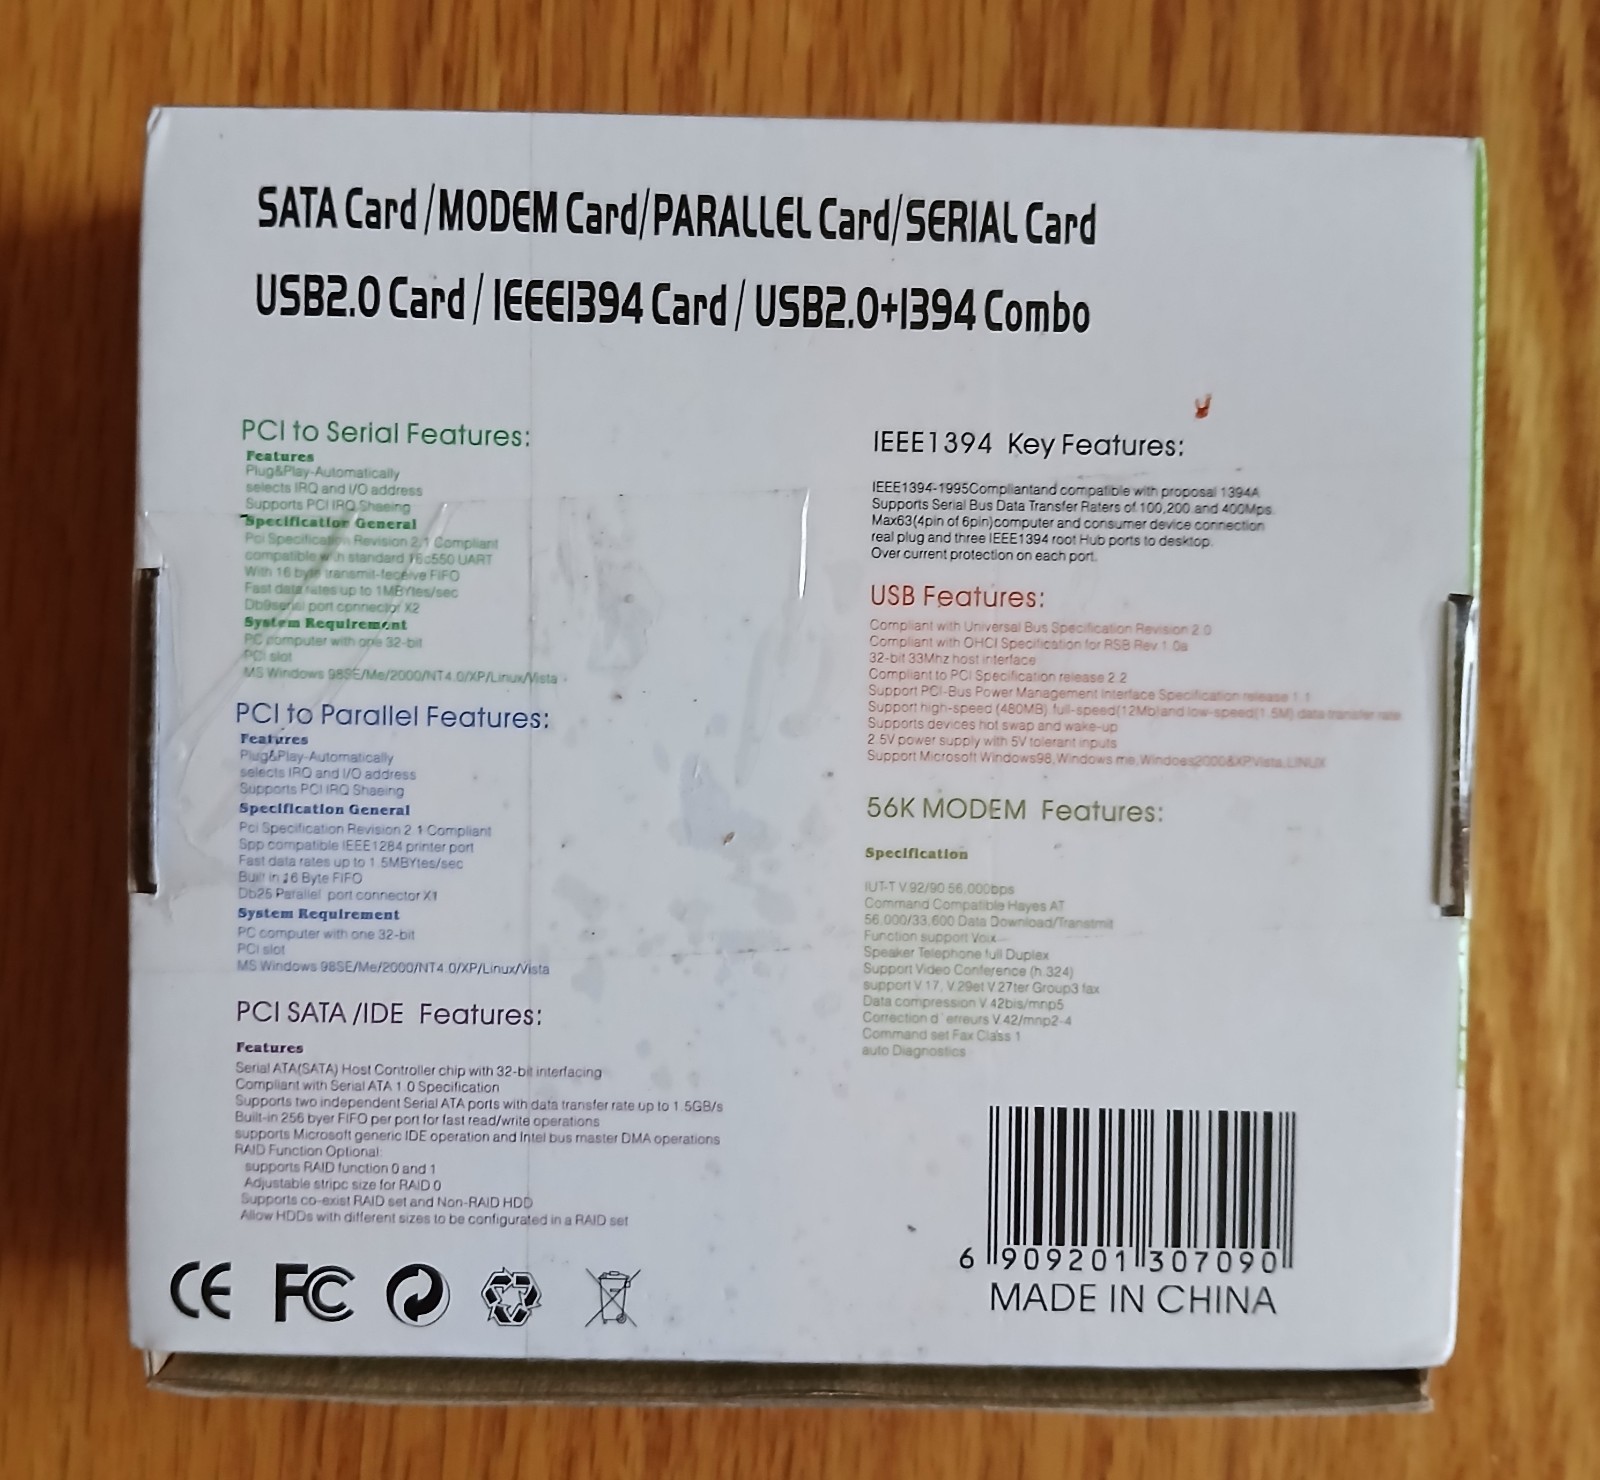 SATA Card/MODEM Card/PARALLEL Card/SERIAL Card
USB2.0 Card/IEEE1394 Card/USB2.0+1394 Combo
PCI to Serial Features:
Features
Plug&Play-Automatically
selects IRQ and I/O address
Supports PCI IRQ Shaeing
Specification General
Pci Specification Revision 2.1 Compliant
compatible with standard 16c550 UART
With 16 byte transmit-feceive FIFO
Fast data rates up to 1MBYtes/sec
Db9serial port connector X2
System Requirement
PC computer with one 32-bit
PCI slot
MS Windows 98SE/Me/2000/NT4.0/XP/Linux/Vista
PCI to Parallel Features:
Features
Plug&Play-Automatically
selects IRQ and I/O address
Supports PCI IRQ Shaeing
Specification General
Pci Specification Revision 2.1 Compliant
Spp compatible IEEE1284 printer port
Fast data rates up to 1.5MBYtes/sec
Built in 16 Byte FIFO
Db25 Parallel port connector X1
System Requirement
PC computer with one 32-bit
PCI slot
MS Windows 98SE/Me/2000/NT4.0/XP/Linux/Vista
PCI SATA /IDE Features:
Features
Serial ATA(SATA) Host Controller chip with 32-bit interfacing
Compliant with Serial ATA 1.0 Specification
Supports two independent Serial ATA ports with data transfer rate up to 1.5GB/s
Built-in 256 byer FIFO per port for fast read/write operations
supports Microsoft generic IDE operation and Intel bus master DMA operations
RAID Function Optional:
supports RAID function 0 and 1
Adjustable stripc size for RAID 0
Supports co-exist RAID set and Non-RAID HDD
Allow HDDs with different sizes to be configurated in a RAID set
IEEE1394 Key Features:
IEEE1394-1995Compliantand compatible with proposal 1394A
Supports Serial Bus Data Transfer Raters of 100,200 and 400Mps.
Max63(4pin of 6pin)computer and consumer device connection
real plug and three IEEE1394 root Hub ports to desktop.
Over current protection on each port.
USB Features:
Compliant with Universal Bus Specification Revision 2.0
Compliant with OHCI Specification for RSB Rev 1.0a
32-bit 33Mhz host interface
Compliant to PCI Specification release 2.2
Support PCI-Bus Power Management Interface Specification release 1.1
Support high-speed (480MB) full-speed(12Mb)and low-speed(1.5M) data transfer rate
Supports devices hot swap and wake-up
2.5V power supply with 5V tolerant inputs
Support Microsoft Windows98,Windows me,Windoes2000&XP,Vista,LINUX
56K MODEM Features:
Specification
IUT-T V.92/90 56,000bps
Command Compatible Hayes AT
56,000/33,600 Data Download/Transtmit
Function support Voix
Speaker Telephone full Duplex
Support Video Conference (h.324)
support V.17, V.29et V.27ter Group3 fax
Data compression V.42bis/mnp5
Correction d'erreurs V.42/mnp2-4
Command set Fax Class 1
auto Diagnostics
6 909201 307090
MADE IN CHINA
CE FC